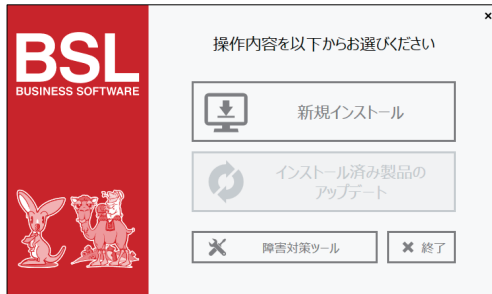 BSL
BUSINESS SOFTWARE
操作内容を以下からお選びください
新規インストール
インストール済み製品の
アップデート
障害対策ツール
終了